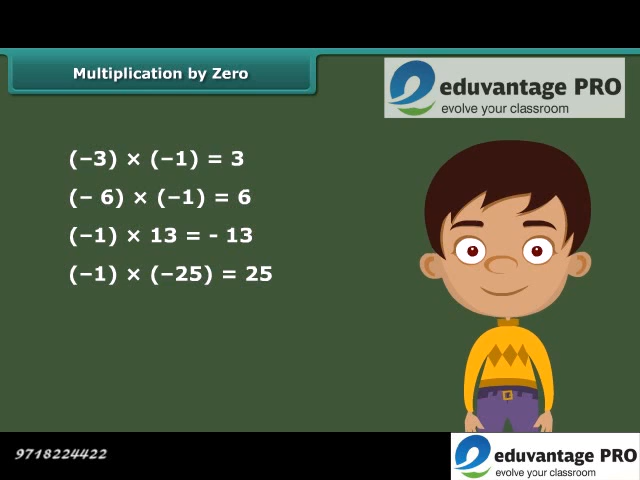 Multiplication by Zero
eduvantage PRO
evolve your classroom
(–3) × (–1) = 3
(– 6) × (–1) = 6
(–1) × 13 = - 13
(–1) × (–25) = 25
9718224422
eduvantage PRO
evolve your classroom